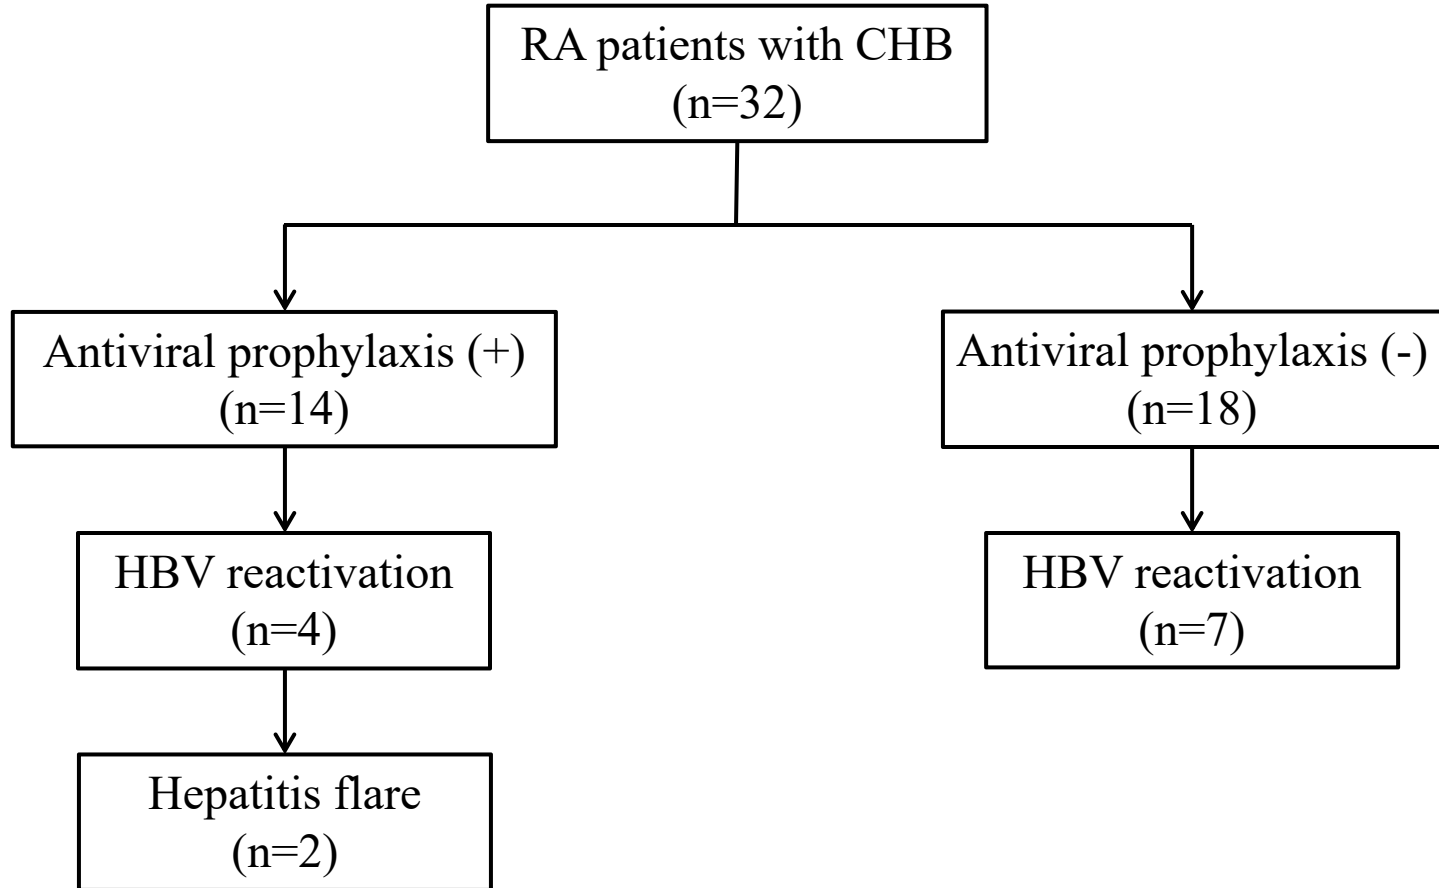 RA patients with CHB
(n=32)
Antiviral prophylaxis (+)
(n=14)
Antiviral prophylaxis (-)
(n=18)
HBV reactivation
(n=4)
HBV reactivation
(n=7)
Hepatitis flare
(n=2)